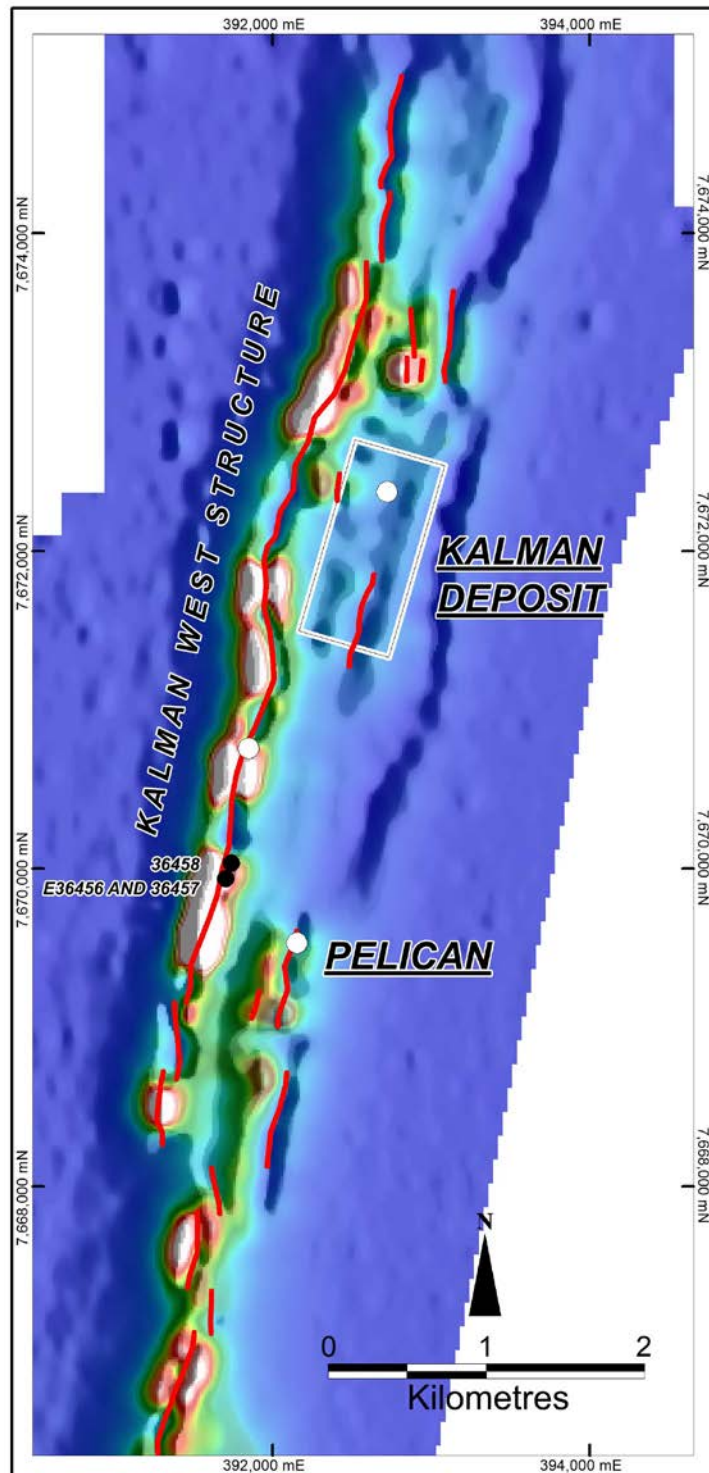 392,000 mE
394,000 mE
7,674,000 mN
7,674,000 mN
KALMAN WEST STRUCTURE
7,672,000 mN
7,672,000 mN
KALMAN
DEPOSIT
7,670,000 mN
7,670,000 mN
36458
E36456 AND 36457
PELICAN
7,668,000 mN
7,668,000 mN
N
0 1 2
Kilometres
392,000 mE
394,000 mE